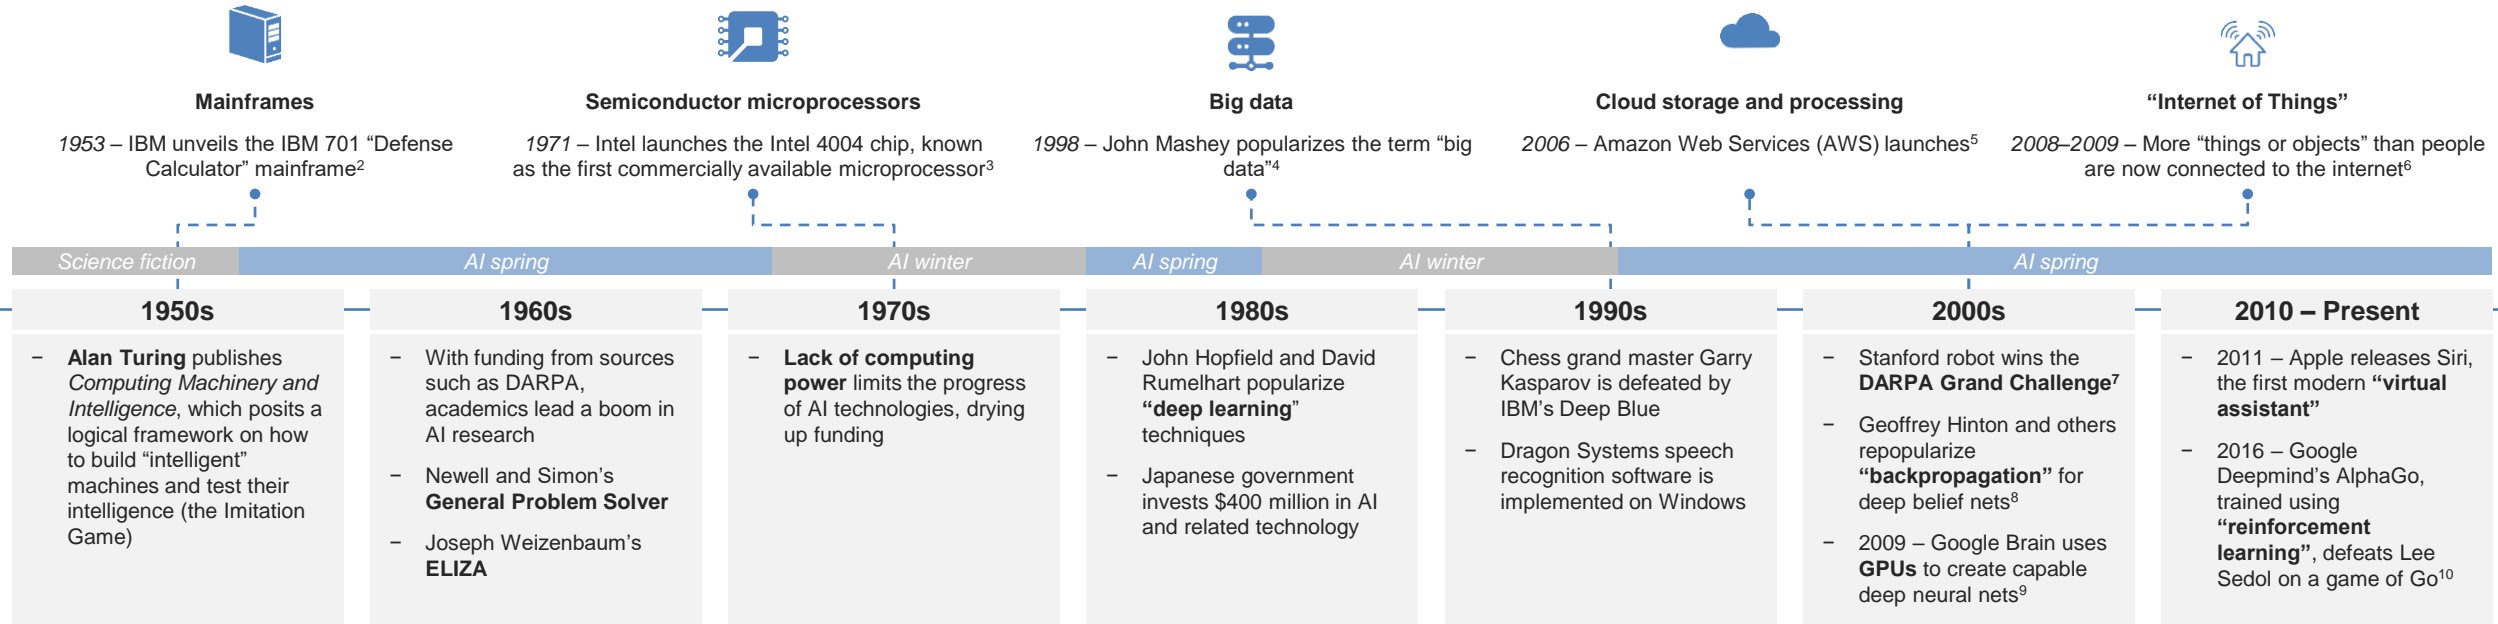 Mainframes
1953 – IBM unveils the IBM 701 “Defense
Calculator” mainframe2
Semiconductor microprocessors
1971 – Intel launches the Intel 4004 chip, known
as the first commercially available microprocessor3
Big data
1998 – John Mashey popularizes the term “big
data”4
Cloud storage and processing
2006 – Amazon Web Services (AWS) launches5
“Internet of Things”
2008–2009 – More “things or objects” than people
are now connected to the internet6
Science fiction
AI spring
AI winter
AI spring
AI winter
AI spring
1950s
– Alan Turing publishes
Computing Machinery and
Intelligence, which posits a
logical framework on how
to build “intelligent”
machines and test their
intelligence (the Imitation
Game)
1960s
– With funding from sources
such as DARPA,
academics lead a boom in
AI research
– Newell and Simon’s
General Problem Solver
– Joseph Weizenbaum’s
ELIZA
1970s
– Lack of computing
power limits the progress
of AI technologies, drying
up funding
1980s
– John Hopfield and David
Rumelhart popularize
“deep learning”
techniques
– Japanese government
invests $400 million in AI
and related technology
1990s
– Chess grand master Garry
Kasparov is defeated by
IBM’s Deep Blue
– Dragon Systems speech
recognition software is
implemented on Windows
2000s
– Stanford robot wins the
DARPA Grand Challenge7
– Geoffrey Hinton and others
repopularize
“backpropagation” for
deep belief nets8
– 2009 – Google Brain uses
GPUs to create capable
deep neural nets9
2010 – Present
– 2011 – Apple releases Siri,
the first modern “virtual
assistant”
– 2016 – Google
Deepmind’s AlphaGo,
trained using
“reinforcement
learning”, defeats Lee
Sedol on a game of Go10